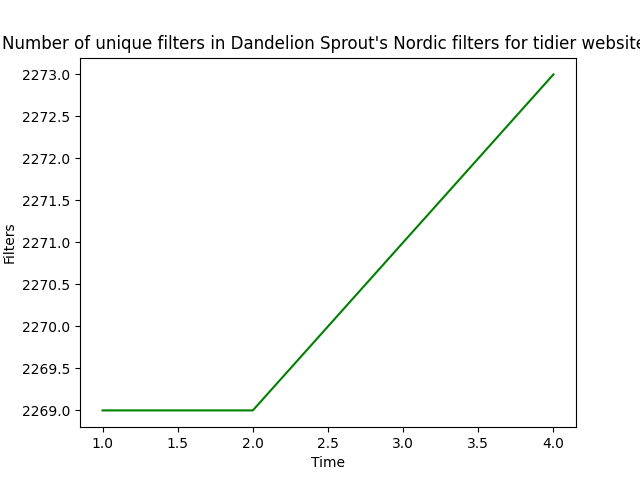 Number of unique filters in Dandelion Sprout's Nordic filters for tidier website
2273.0
2272.5
2272.0
2271.5
2271.0
2270.5
2270.0
2269.5
2269.0
Filters
1.0 1.5 2.0 2.5 3.0 3.5 4.0
Time